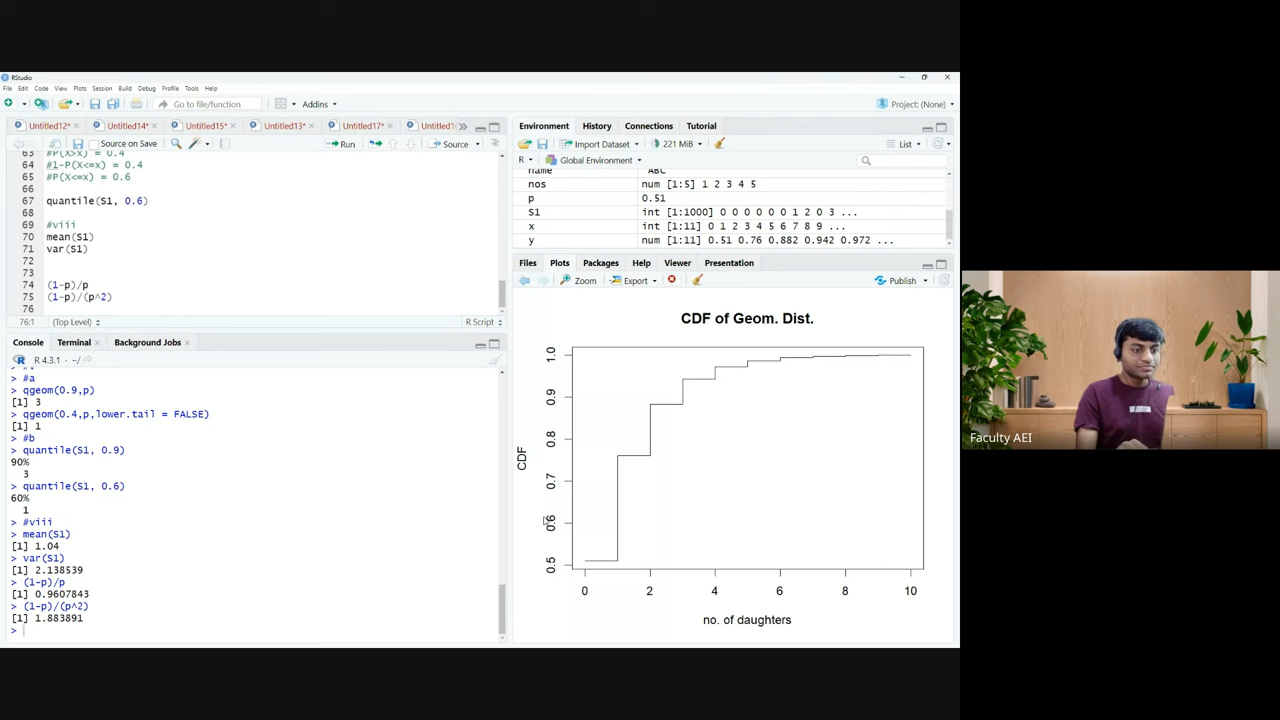 RStudio
File Edit Code View Plots Session Build Debug Profile Tools Help
Go to file/function
Addins
Project: (None)
Untitled12*
Untitled14*
Untitled15*
Untitled13*
Untitled17*
Untitled1
Source on Save
Run
Source
63 #P(X>x) = 0.4
64 #1-P(X<=x) = 0.4
65 #P(X<=x) = 0.6
66
67 quantile(S1, 0.6)
68
69 #viii
70 mean(S1)
71 var(S1)
72
73
74 (1-p)/p
75 (1-p)/(p^2)
76
76:1 (Top Level) R Script
Console Terminal Background Jobs
R 4.3.1 · ~/
> #a
> qgeom(0.9,p)
[1] 3
> qgeom(0.4,p,lower.tail = FALSE)
[1] 1
> #b
> quantile(S1, 0.9)
90%
3
> quantile(S1, 0.6)
60%
1
> #viii
> mean(S1)
[1] 1.04
> var(S1)
[1] 2.138539
> (1-p)/p
[1] 0.9607843
> (1-p)/(p^2)
[1] 1.883891
>
Environment History Connections Tutorial
Import Dataset 221 MiB List
R Global Environment
name "ABC"
nos num [1:5] 1 2 3 4 5
p 0.51
S1 int [1:1000] 0 0 0 0 0 0 1 2 0 3 ...
x int [1:11] 0 1 2 3 4 5 6 7 8 9 ...
y num [1:11] 0.51 0.76 0.882 0.942 0.972 ...
Files Plots Packages Help Viewer Presentation
Zoom Export Publish
CDF of Geom. Dist.
CDF
1.0
0.9
0.8
0.7
0.6
0.5
0 2 4 6 8 10
no. of daughters
Faculty AEI